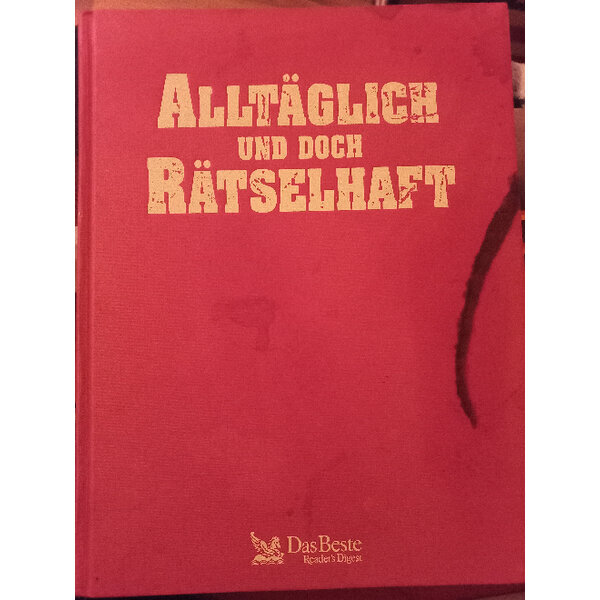 ALLTÄGLICH
UND DOCH
RÄTSELHAFT
Das Beste
Reader's Digest